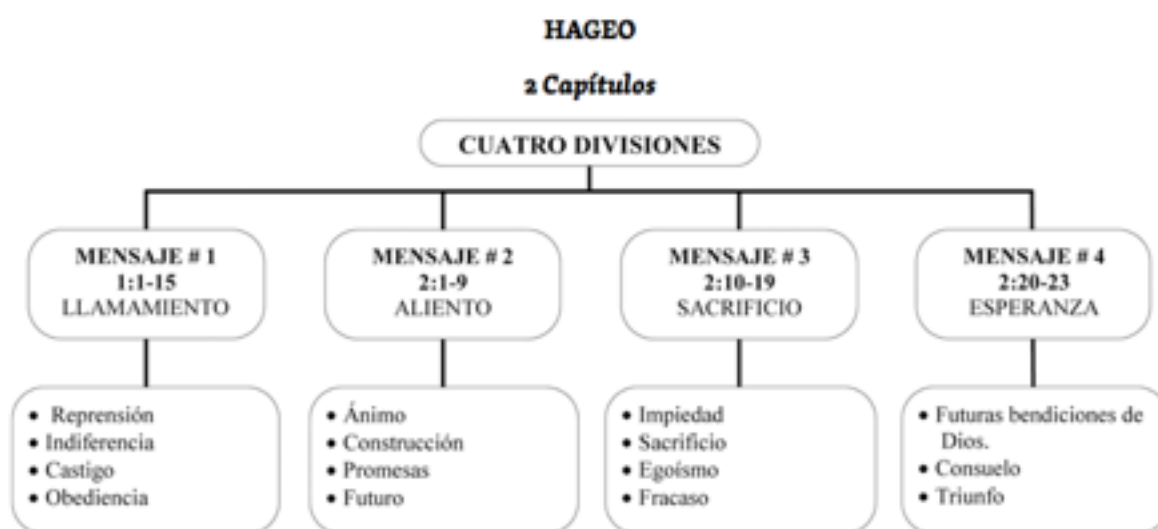 HAGEO
2 Capítulos
CUATRO DIVISIONES
MENSAJE # 1
1:1-15
LLAMAMIENTO
MENSAJE # 2
2:1-9
ALIENTO
MENSAJE # 3
2:10-19
SACRIFICIO
MENSAJE # 4
2:20-23
ESPERANZA
• Reprensión
• Indiferencia
• Castigo
• Obediencia
• Ánimo
• Construcción
• Promesas
• Futuro
• Impiedad
• Sacrificio
• Egoísmo
• Fracaso
• Futuras bendiciones de
Dios.
• Consuelo
• Triunfo